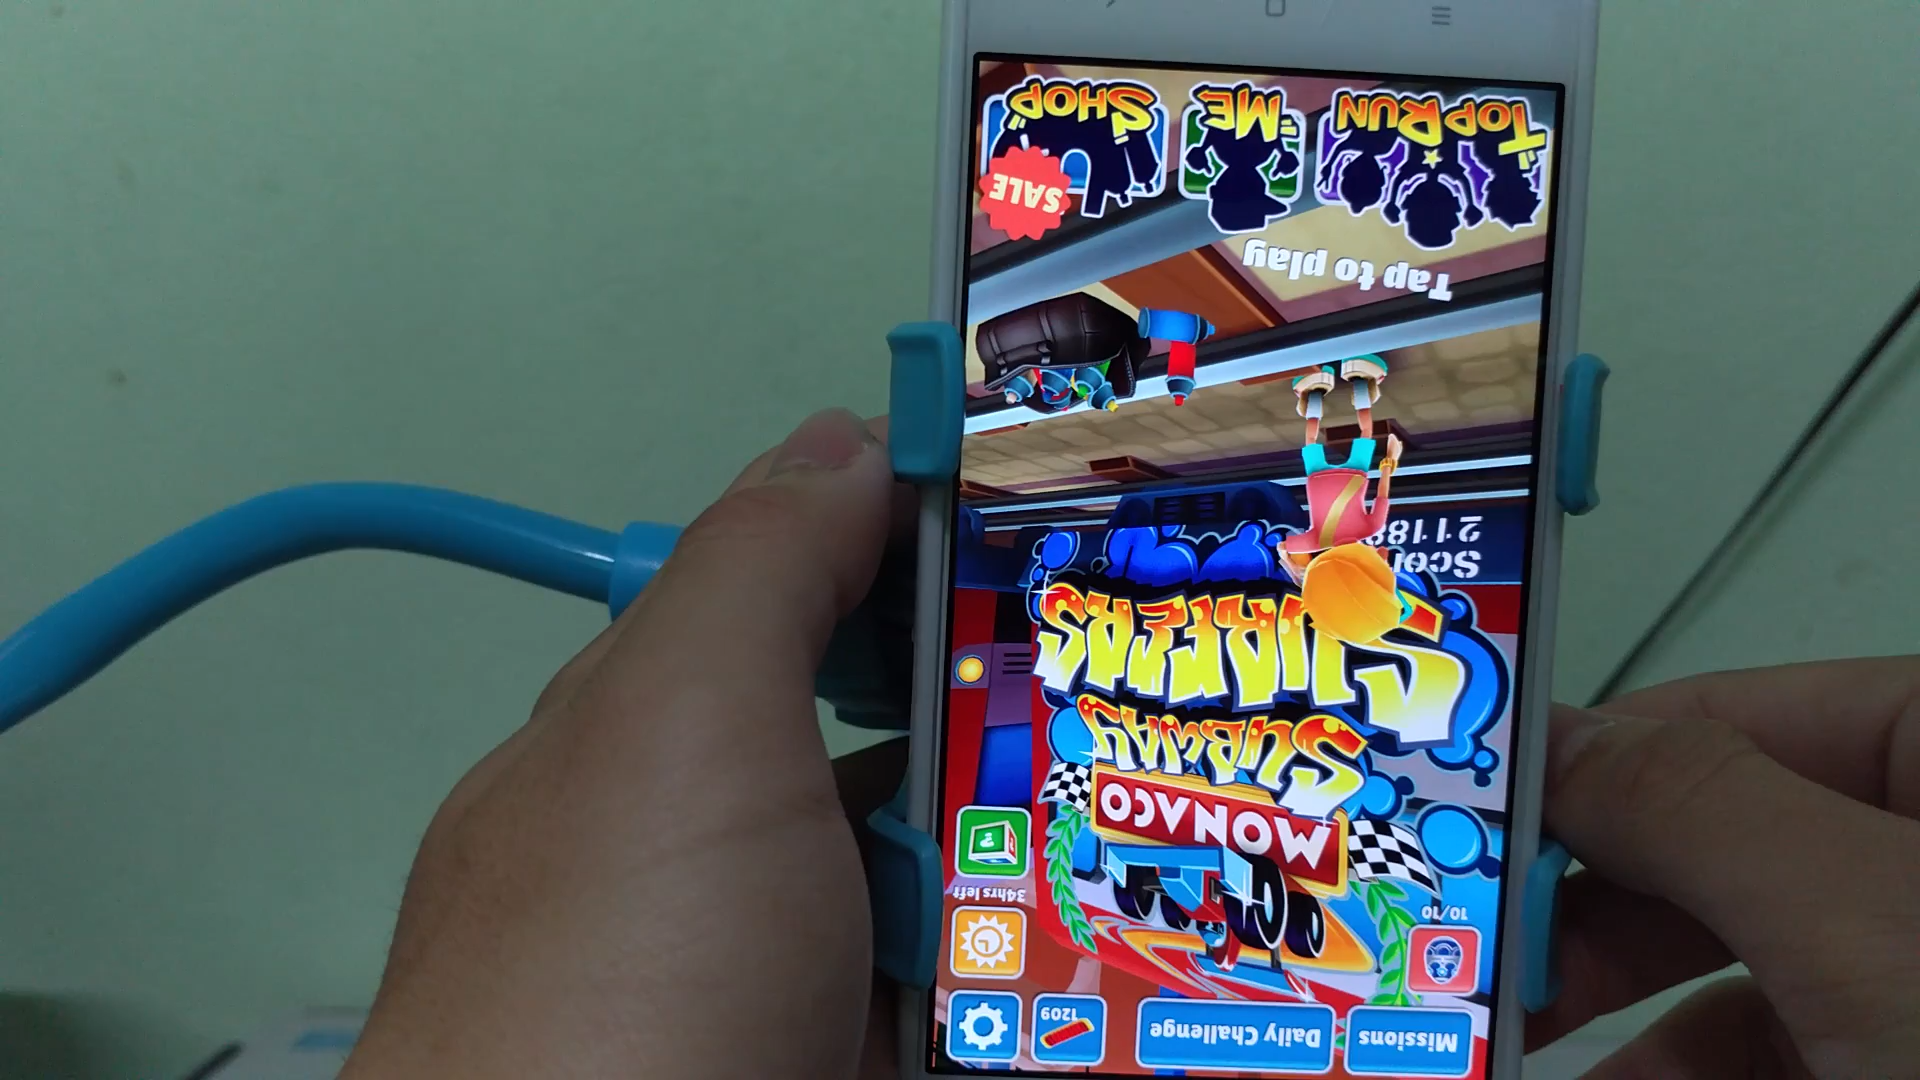 Missions
Daily Challenge
1209
10/10
34hrs left
MONACO
SUBWAY
SURFERS
Tap to play
TOP RUN
ME
SHOP
SALE